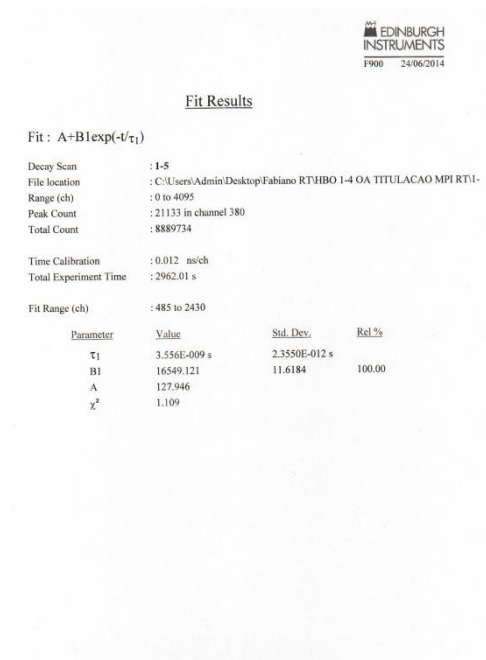 EDINBURGH
INSTRUMENTS
F900 24/06/2014
Fit Results
Fit : A+B1exp(-t/τ1)
Decay Scan : 1-5
File location : C:\Users\Admin\Desktop\Fabiano RT\HBO 1-4 OA TITULACAO MPI RT\1-
Range (ch) : 0 to 4095
Peak Count : 21133 in channel 380
Total Count : 8889734
Time Calibration : 0.012 ns/ch
Total Experiment Time : 2962.01 s
Fit Range (ch) : 485 to 2430
Parameter Value Std. Dev. Rel %
τ1 3.556E-009 s 2.3550E-012 s
B1 16549.121 11.6184 100.00
A 127.946
χ² 1.109